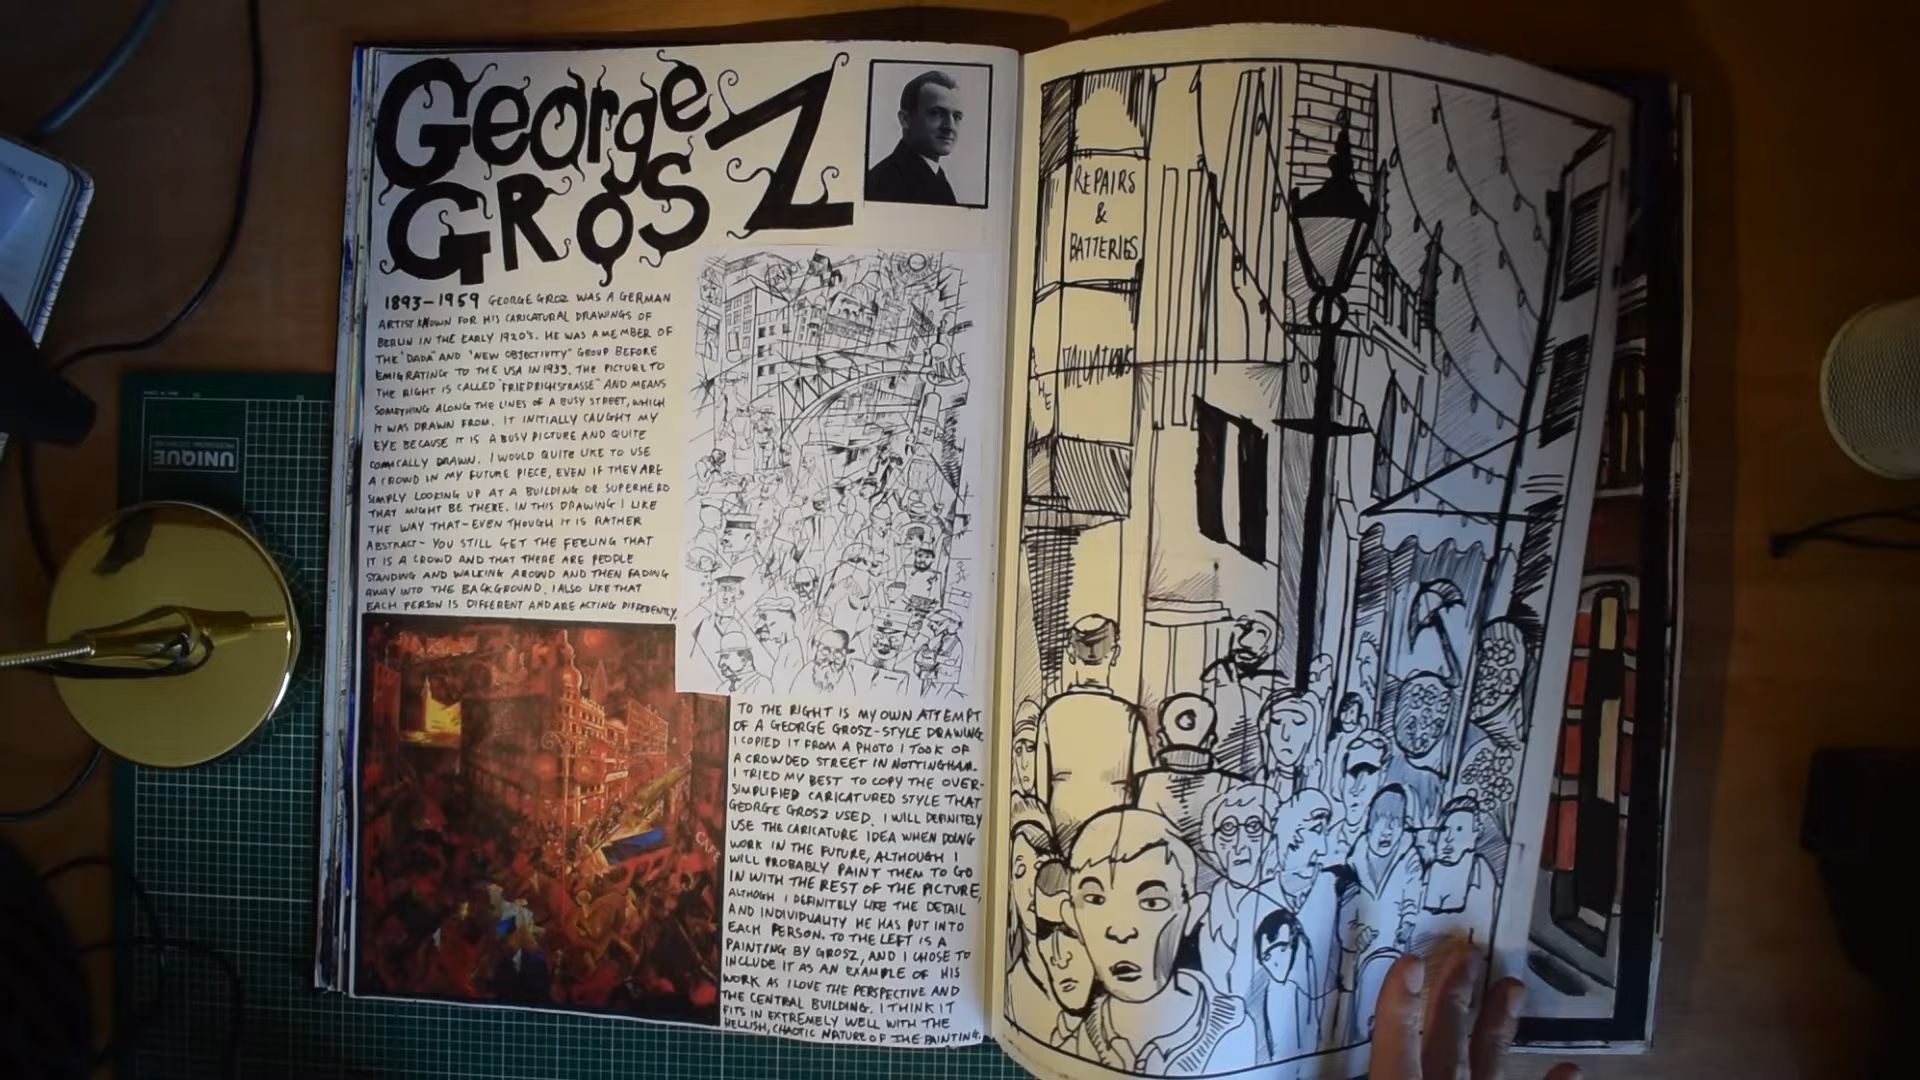 George
GROSZ
1893-1959 GEORGE GROZ WAS A GERMAN
ARTIST KNOWN FOR HIS CARICATURAL DRAWINGS OF
BERLIN IN THE EARLY 1920'S. HE WAS A MEMBER OF
THE "DADA" AND "NEW OBJECTIVITY" GROUP BEFORE
EMIGRATING TO THE USA IN 1933. THE PICTURE TO
THE RIGHT IS CALLED "FRIEDRICHSTRASSE" AND MEANS
SOMETHING ALONG THE LINES OF A BUSY STREET, WHICH
IT WAS DRAWN FROM. IT INITIALLY CAUGHT MY
EYE BECAUSE IT IS A BUSY PICTURE AND QUITE
COMICALLY DRAWN. I WOULD QUITE LIKE TO USE
A CROWD IN MY FUTURE PIECE, EVEN IF THEY ARE
SIMPLY LOOKING UP AT A BUILDING OR SUPERHERO
THAT MIGHT BE THERE. IN THIS DRAWING I LIKE
THE WAY THAT - EVEN THOUGH IT IS RATHER
ABSTRACT - YOU STILL GET THE FEELING THAT
IT IS A CROWD AND THAT THERE ARE PEOPLE
STANDING AND WALKING AROUND AND THEN FADING
AWAY INTO THE BACKGROUND. I ALSO LIKE THAT
EACH PERSON IS DIFFERENT AND ARE ACTING DIFFERENTLY.
CAFE
TO THE RIGHT IS MY OWN ATTEMPT
OF A GEORGE GROSZ-STYLE DRAWING.
I COPIED IT FROM A PHOTO I TOOK OF
A CROWDED STREET IN NOTTINGHAM.
I TRIED MY BEST TO COPY THE OVER-
SIMPLIFIED CARICATURED STYLE THAT
GEORGE GROSZ USED. I WILL DEFINITELY
USE THE CARICATURE IDEA WHEN DOING
WORK IN THE FUTURE, ALTHOUGH I
WILL PROBABLY PAINT THEM TO GO
IN WITH THE REST OF THE PICTURE,
ALTHOGH I DEFINITELY LIKE THE DETAIL
AND INDIVIDUALITY HE HAS PUT INTO
EACH PERSON. TO THE LEFT IS A
PAINTING BY GROSZ, AND I CHOSE TO
INCLUDE IT AS AN EXAMPLE OF HIS
WORK AS I LOVE THE PERSPECTIVE AND
THE CENTRAL BUILDING. I THINK IT
FITS IN EXTREMELY WELL WITH THE
HELLISH, CHAOTIC NATURE OF THE PAINTING.
REPAIRS
&
BATTERIES
VALUATIONS
UNIQUE